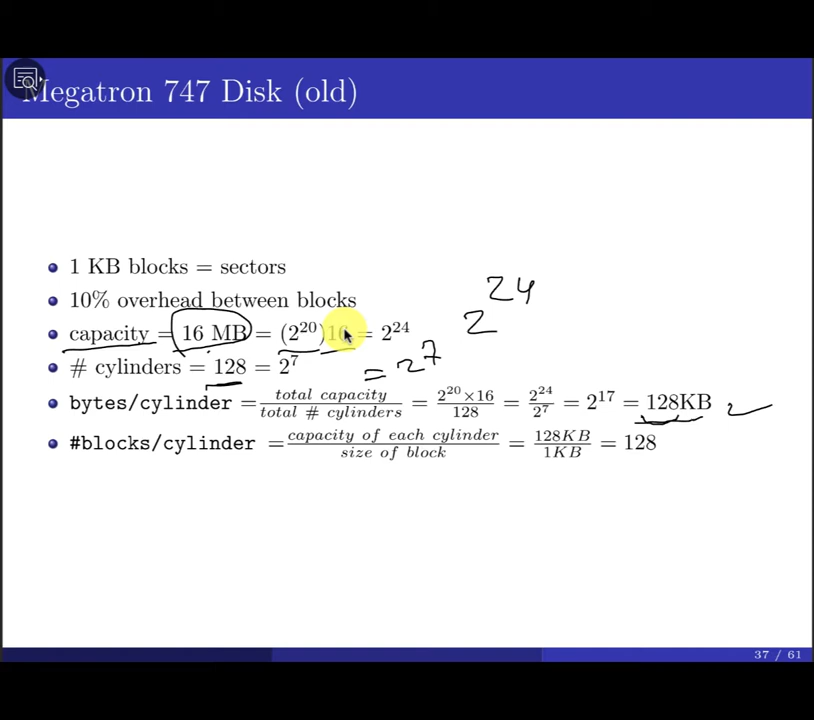 Megatron 747 Disk (old)
• 1 KB blocks = sectors
• 10% overhead between blocks
2^24
• capacity = 16 MB = (2^20)16 = 2^24
• # cylinders = 128 = 2^7
= 2^7
• bytes/cylinder = total capacity / total # cylinders = 2^20 × 16 / 128 = 2^24 / 2^7 = 2^17 = 128KB
• #blocks/cylinder = capacity of each cylinder / size of block = 128KB / 1KB = 128
37 / 61